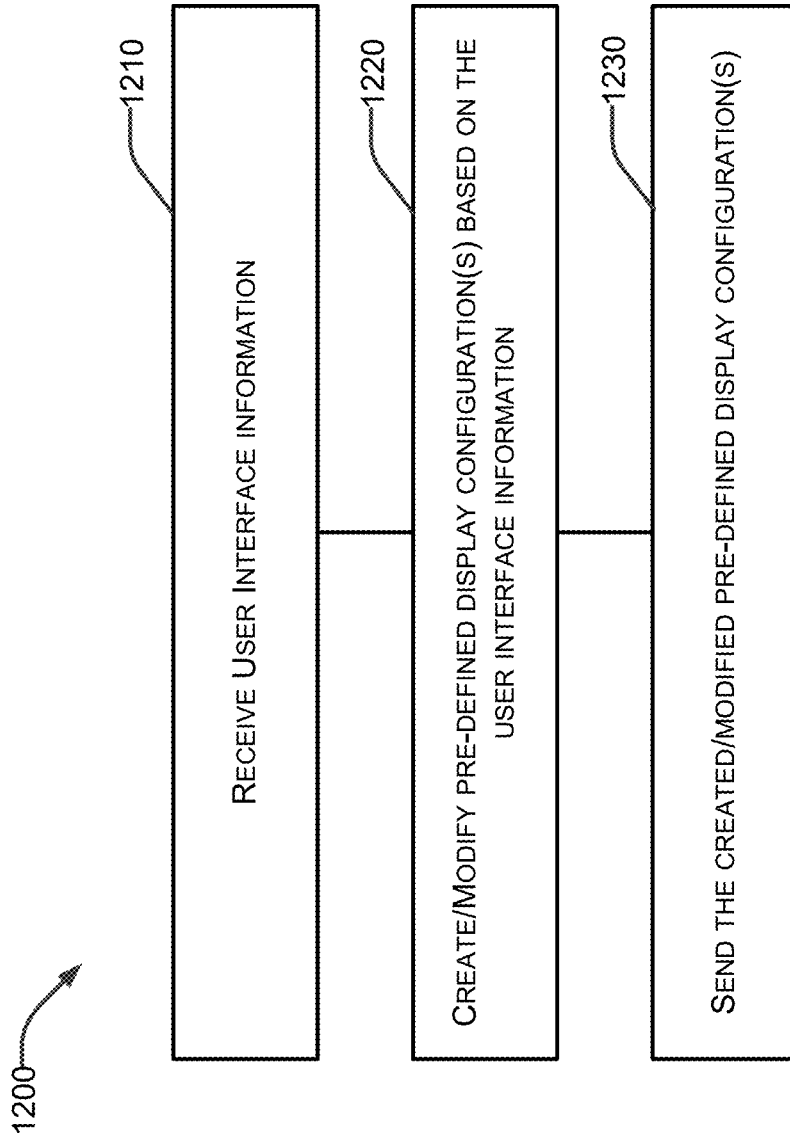 1200
1210
RECEIVE USER INTERFACE INFORMATION
1220
CREATE/MODIFY PRE-DEFINED DISPLAY CONFIGURATION(S) BASED ON THE
USER INTERFACE INFORMATION
1230
SEND THE CREATED/MODIFIED PRE-DEFINED DISPLAY CONFIGURATION(S)